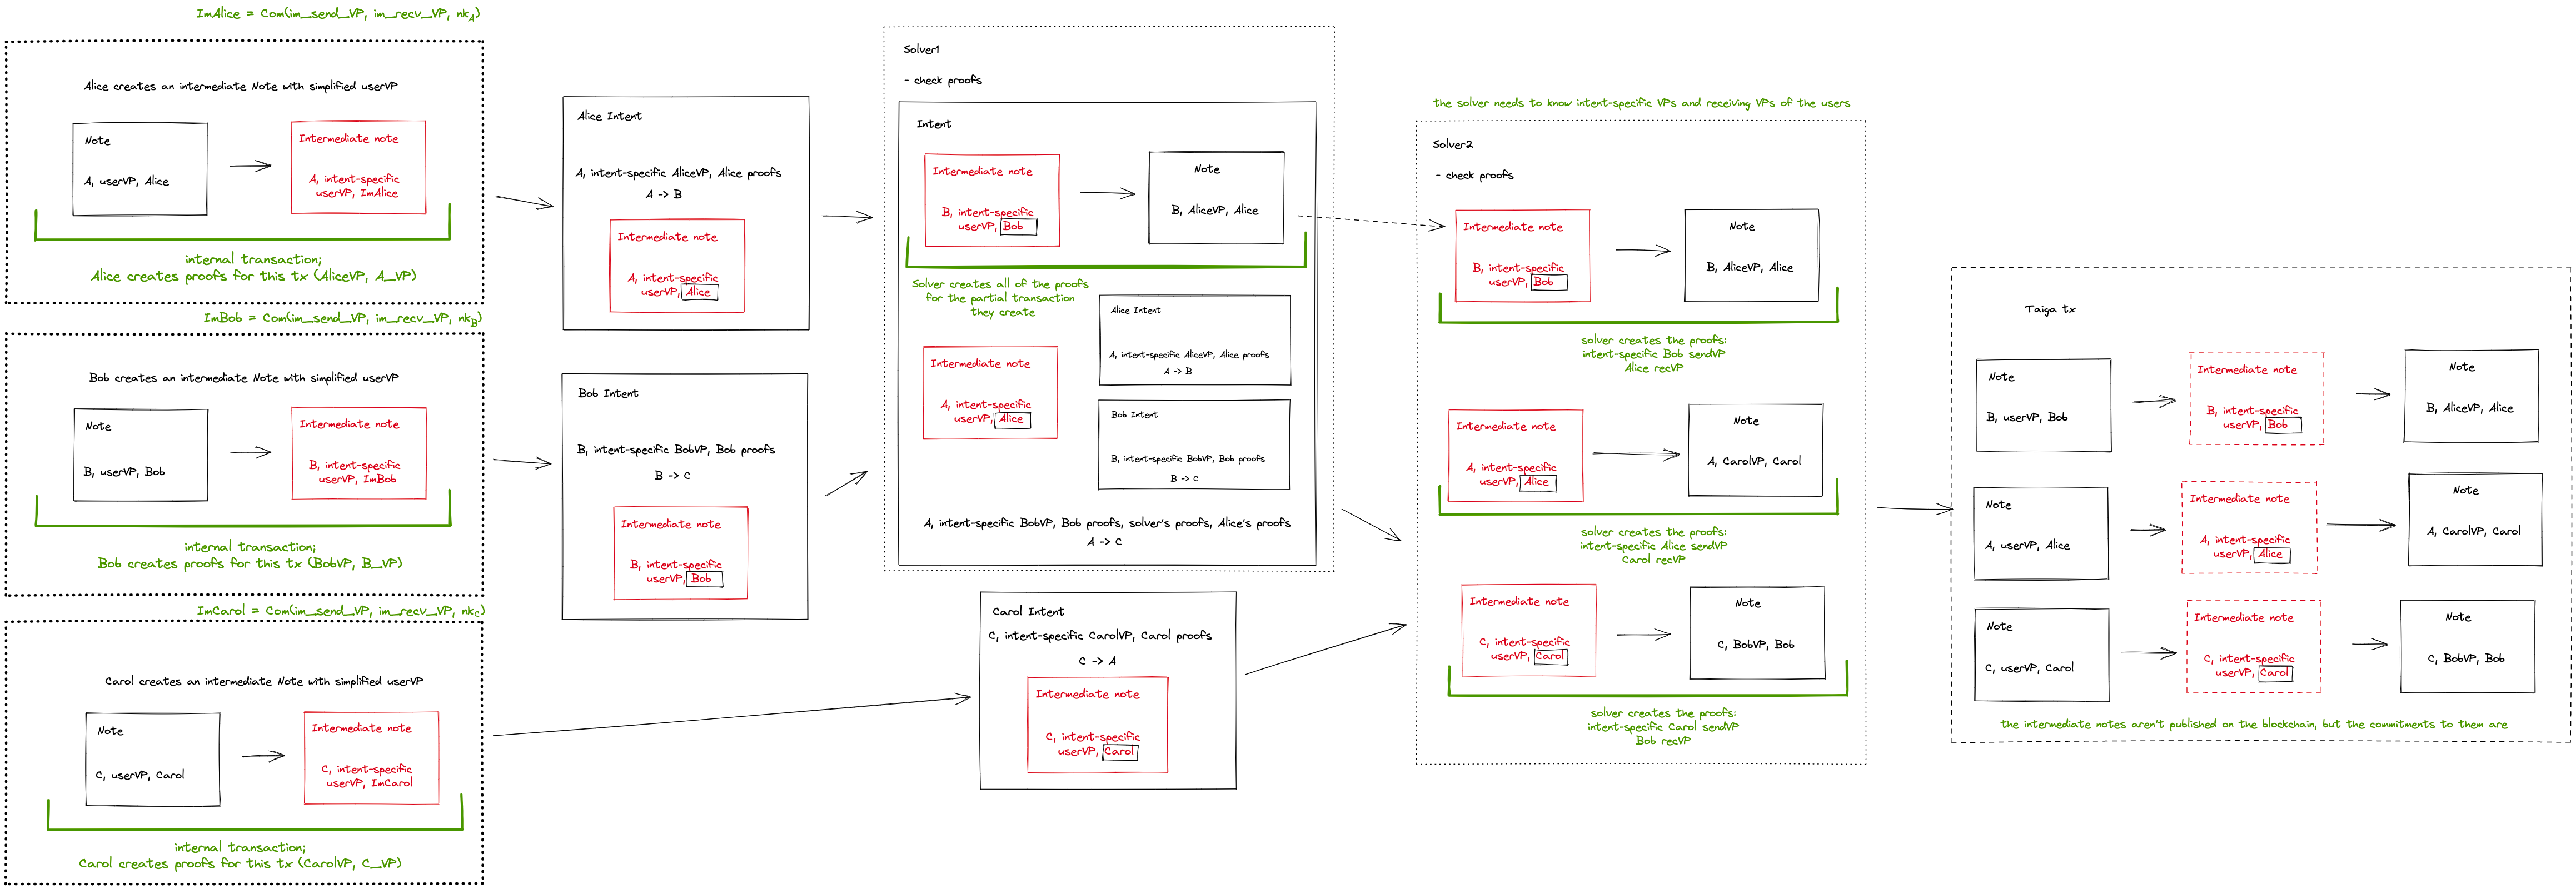 ImAlice = Com(im_send_VP, im_recv_VP, nkA)
Alice creates an intermediate Note with simplified userVP
Note
A, userVP, Alice
Intermediate note
A, intent-specific
userVP, ImAlice
internal transaction;
Alice creates proofs for this tx (AliceVP, A_VP)
ImBob = Com(im_send_VP, im_recv_VP, nkB)
Bob creates an intermediate Note with simplified userVP
Note
B, userVP, Bob
Intermediate note
B, intent-specific
userVP, ImBob
internal transaction;
Bob creates proofs for this tx (BobVP, B_VP)
ImCarol = Com(im_send_VP, im_recv_VP, nkC)
Carol creates an intermediate Note with simplified userVP
Note
C, userVP, Carol
Intermediate note
C, intent-specific
userVP, ImCarol
internal transaction;
Carol creates proofs for this tx (CarolVP, C_VP)
Alice Intent
A, intent-specific AliceVP, Alice proofs
A -> B
Intermediate note
A, intent-specific
userVP, Alice
Bob Intent
B, intent-specific BobVP, Bob proofs
B -> C
Intermediate note
B, intent-specific
userVP, Bob
Solver1
- check proofs
Intent
Intermediate note
B, intent-specific
userVP, Bob
Note
B, AliceVP, Alice
Solver creates all of the proofs
for the partial transaction
they create
Alice Intent
A, intent-specific AliceVP, Alice proofs
A -> B
Intermediate note
A, intent-specific
userVP, Alice
Bob Intent
B, intent-specific BobVP, Bob proofs
B -> C
A, intent-specific BobVP, Bob proofs, solver's proofs, Alice's proofs
A -> C
Carol Intent
C, intent-specific CarolVP, Carol proofs
C -> A
Intermediate note
C, intent-specific
userVP, Carol
the solver needs to know intent-specific VPs and receiving VPs of the users
Solver2
- check proofs
Intermediate note
B, intent-specific
userVP, Bob
Note
B, AliceVP, Alice
solver creates the proofs:
intent-specific Bob sendVP
Alice recVP
Intermediate note
A, intent-specific
userVP, Alice
Note
A, CarolVP, Carol
solver creates the proofs:
intent-specific Alice sendVP
Carol recVP
Intermediate note
C, intent-specific
userVP, Carol
Note
C, BobVP, Bob
solver creates the proofs:
intent-specific Carol sendVP
Bob recVP
Taiga tx
Note
B, userVP, Bob
Intermediate note
B, intent-specific
userVP, Bob
Note
B, AliceVP, Alice
Note
A, userVP, Alice
Intermediate note
A, intent-specific
userVP, Alice
Note
A, CarolVP, Carol
Note
C, userVP, Carol
Intermediate note
C, intent-specific
userVP, Carol
Note
C, BobVP, Bob
the intermediate notes aren't published on the blockchain, but the commitments to them are